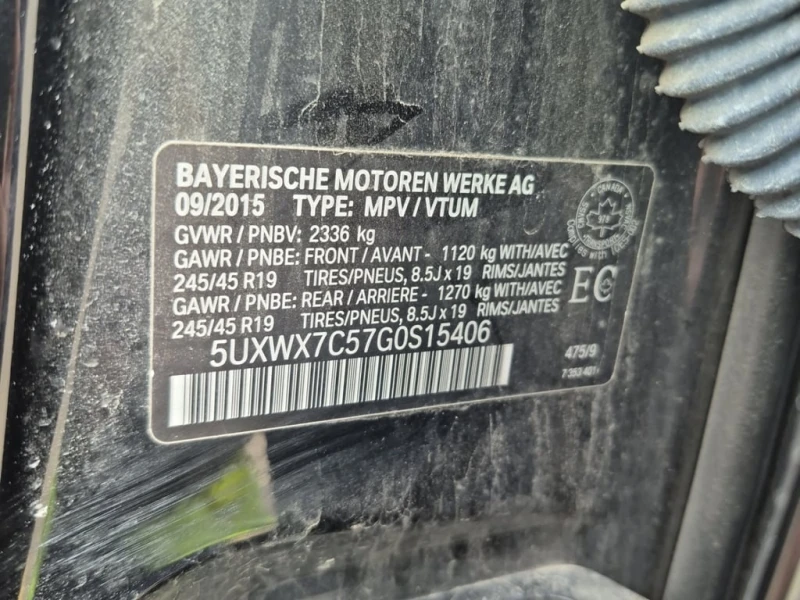 BAYERISCHE MOTOREN WERKE AG
09/2015 TYPE: MPV / VTUM
GVWR / PNBV: 2336 kg
GAWR / PNBE: FRONT / AVANT - 1120 kg WITH/AVEC
245/45 R19 TIRES/PNEUS, 8.5J x 19 RIMS/JANTES
GAWR / PNBE: REAR / ARRIERE - 1270 kg WITH/AVEC
245/45 R19 TIRES/PNEUS, 8.5J x 19 RIMS/JANTES
EC
5UXWX7C57G0S15406
475/9
CANADA